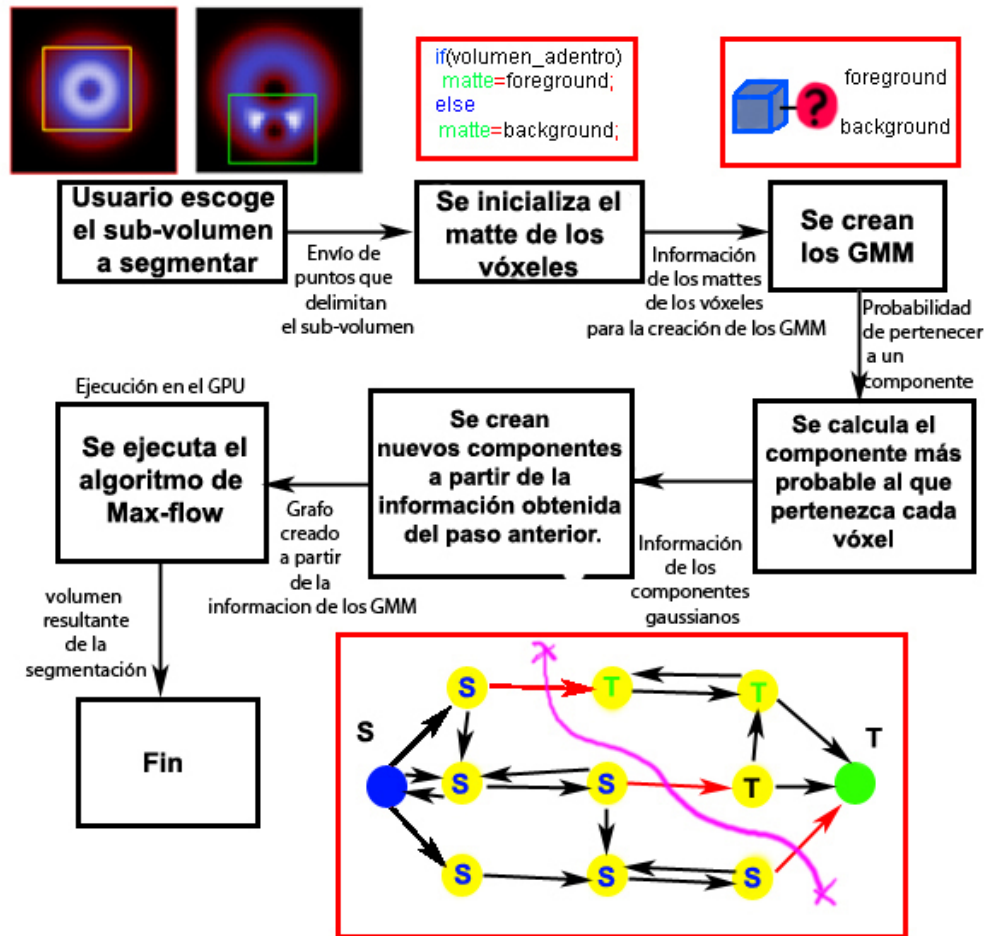 if(volumen_adentro)
matte=foreground;
else
matte=background;
?
foreground
background
Usuario escoge
el sub-volumen
a segmentar
Envío de
puntos que
delimitan
el sub-volumen
Se inicializa el
matte de los
vóxeles
Información
de los mattes
de los vóxeles
para la creación de los GMM
Se crean
los GMM
Probabilidad
de pertenecer
a un
componente
Se calcula el
componente más
probable al que
pertenezca cada
vóxel
Información
de los
componentes
gaussianos
Se crean
nuevos componentes
a partir de la
información obtenida
del paso anterior.
Grafo
creado
a partir
de la
informacion de los GMM
Ejecución en el GPU
Se ejecuta el
algoritmo de
Max-flow
volumen
resultante
de la
segmentación
Fin
S
S
T
T
T
S
S
T
S
S
S